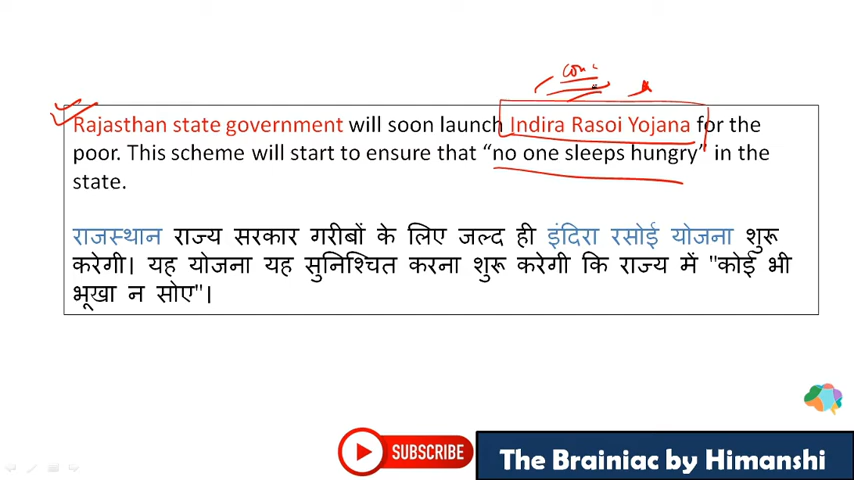 Rajasthan state government will soon launch Indira Rasoi Yojana for the
poor. This scheme will start to ensure that “no one sleeps hungry” in the
state.
राजस्थान राज्य सरकार गरीबों के लिए जल्द ही इंदिरा रसोई योजना शुरू
करेगी। यह योजना यह सुनिश्चित करना शुरू करेगी कि राज्य में "कोई भी
भूखा न सोए"।
SUBSCRIBE
The Brainiac by Himanshi